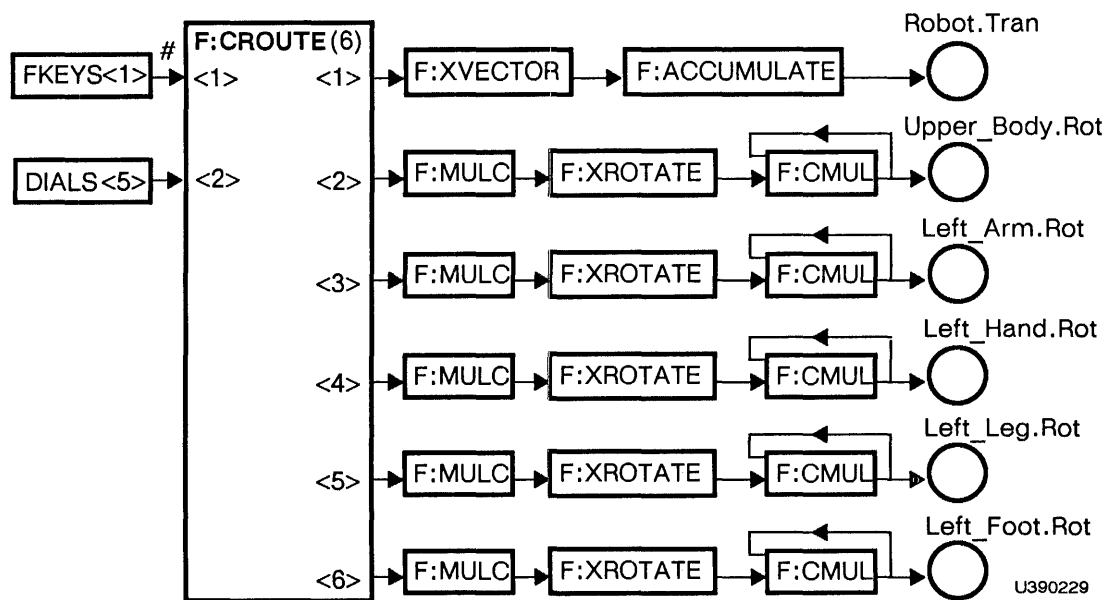 Robot.Tran
F:CROUTE(6)
#
FKEYS<1>
<1>
<1>
F:XVECTOR
F:ACCUMULATE
Upper_Body.Rot
DIALS<5>
<2>
<2>
F:MULC
F:XROTATE
F:CMUL
Left_Arm.Rot
<3>
F:MULC
F:XROTATE
F:CMUL
Left_Hand.Rot
<4>
F:MULC
F:XROTATE
F:CMUL
Left_Leg.Rot
<5>
F:MULC
F:XROTATE
F:CMUL
Left_Foot.Rot
<6>
F:MULC
F:XROTATE
F:CMUL
U390229